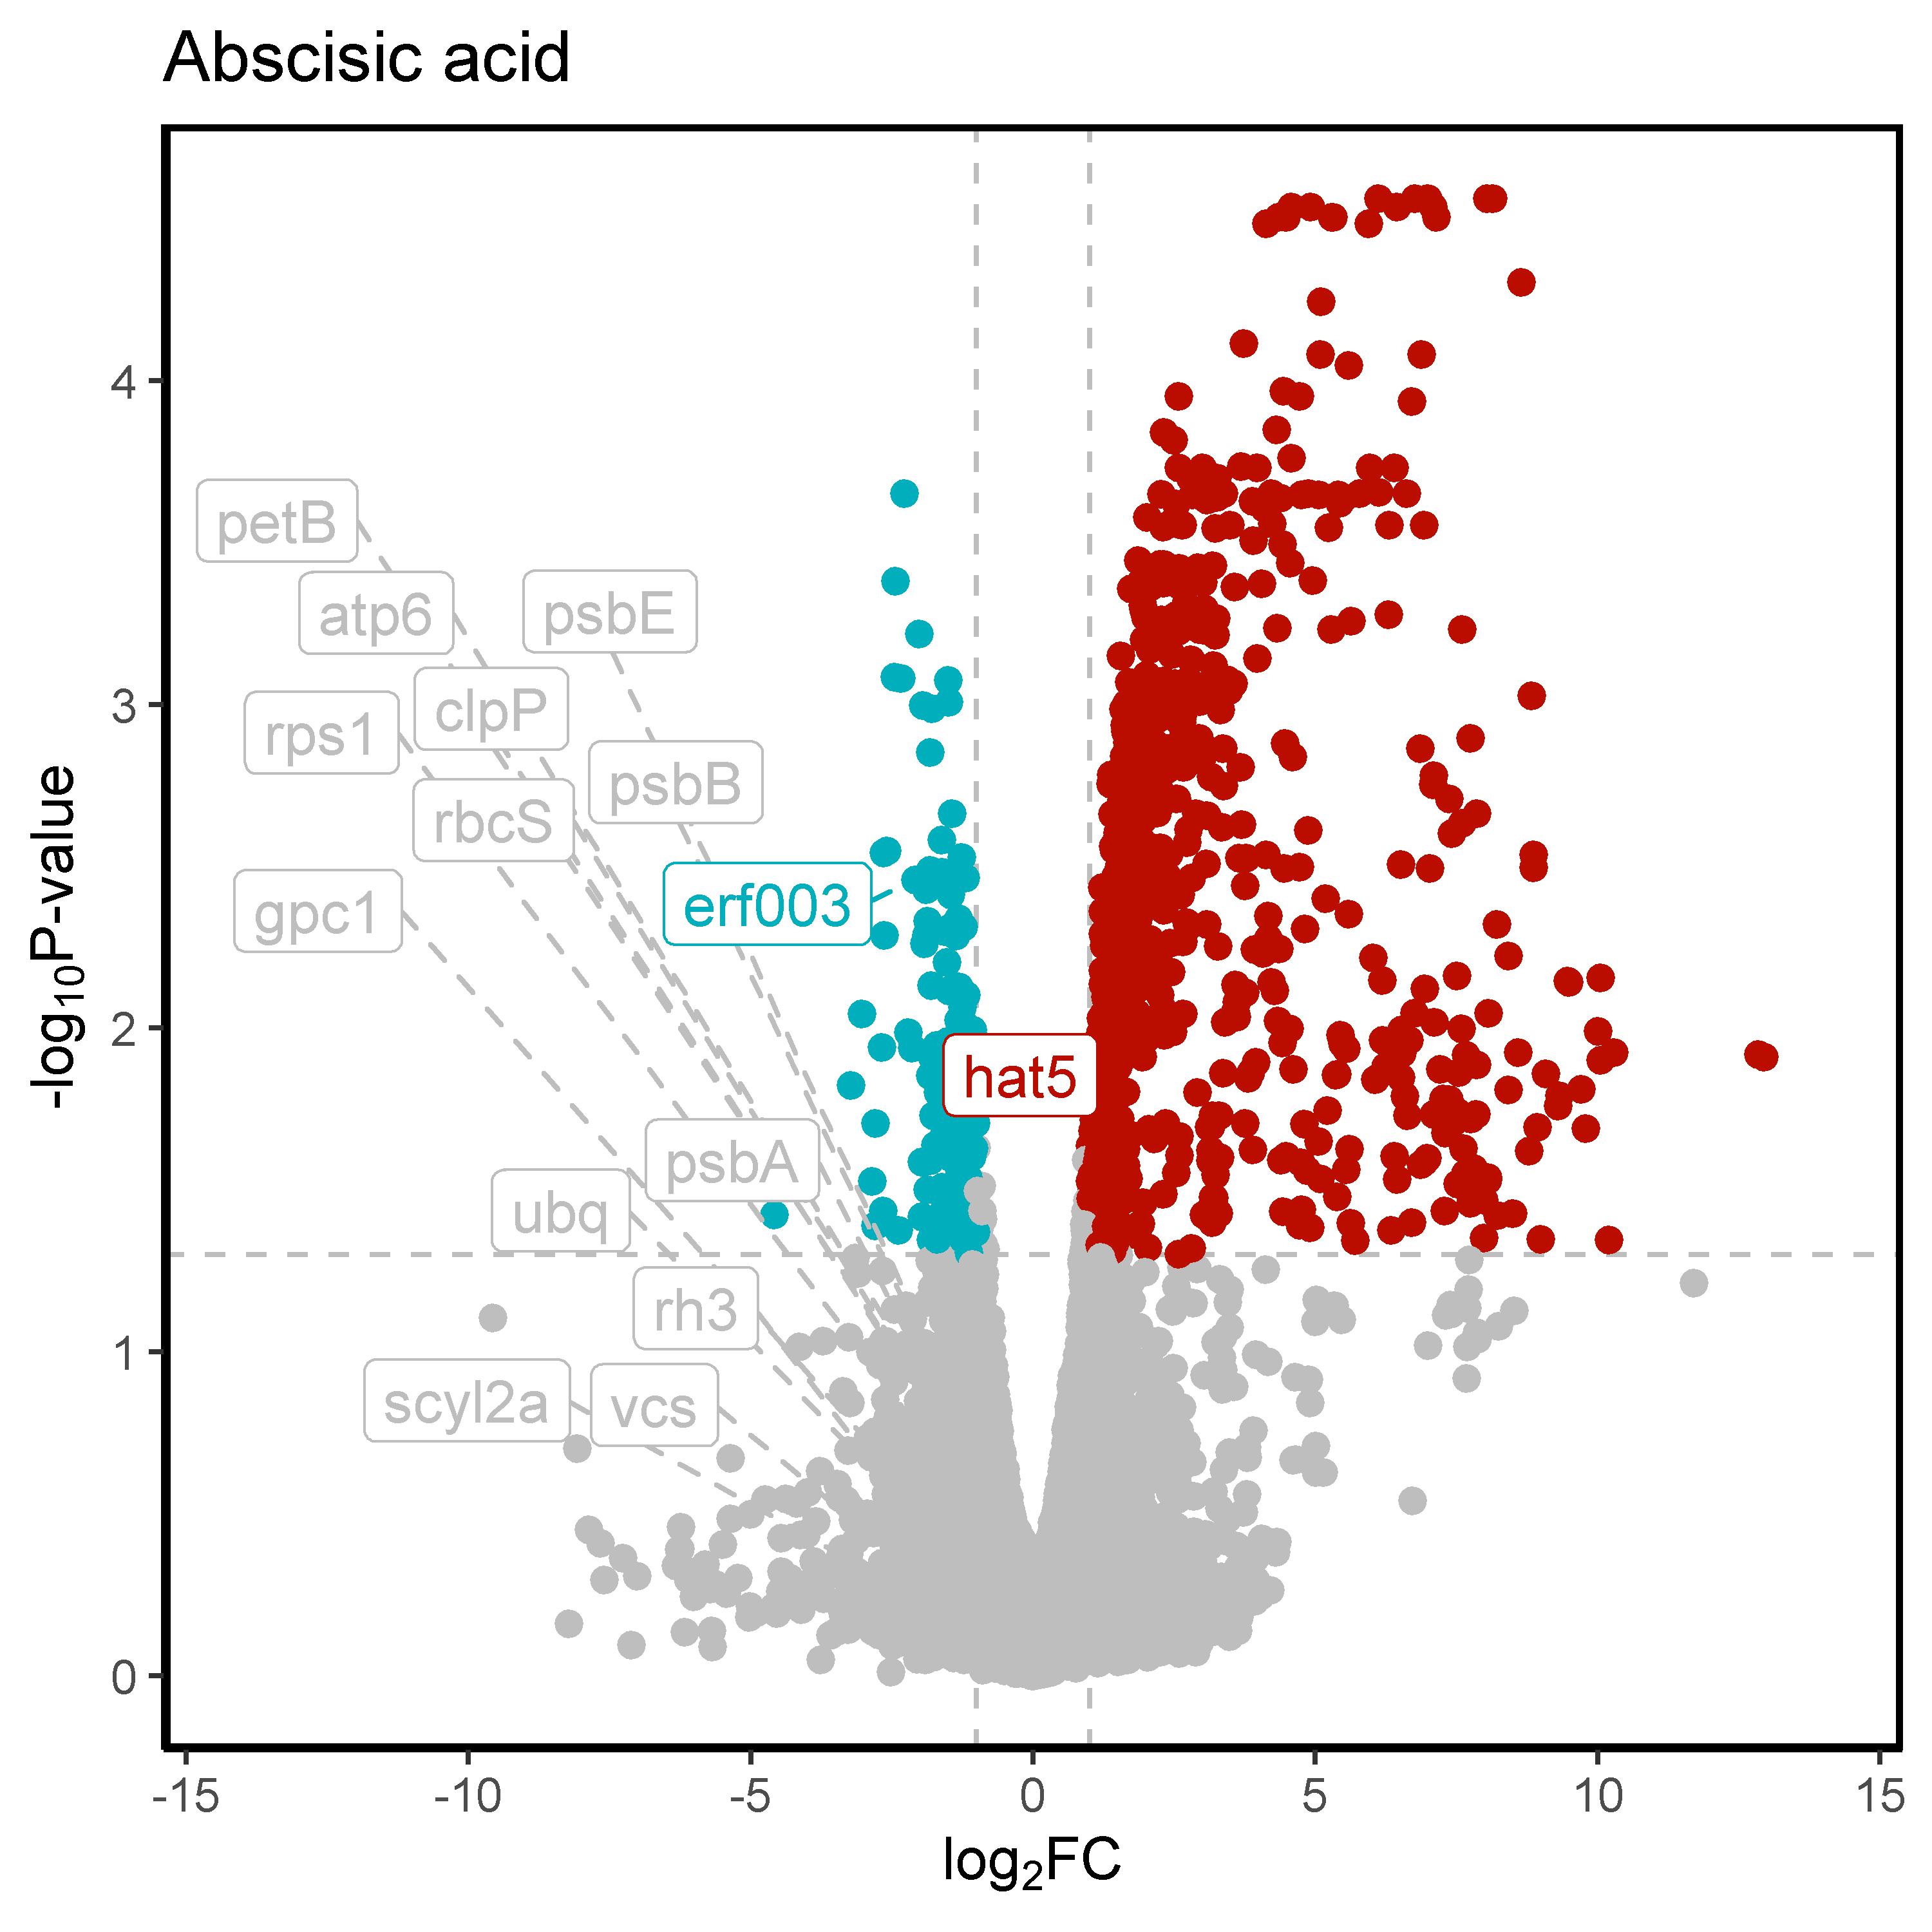 Abscisic acid
-log10P-value
4
3
2
1
0
petB
atp6
psbE
clpP
rps1
psbB
rbcS
erf003
gpc1
hat5
psbA
ubq
rh3
scyl2a
vcs
-15
-10
-5
0
5
10
15
log2FC